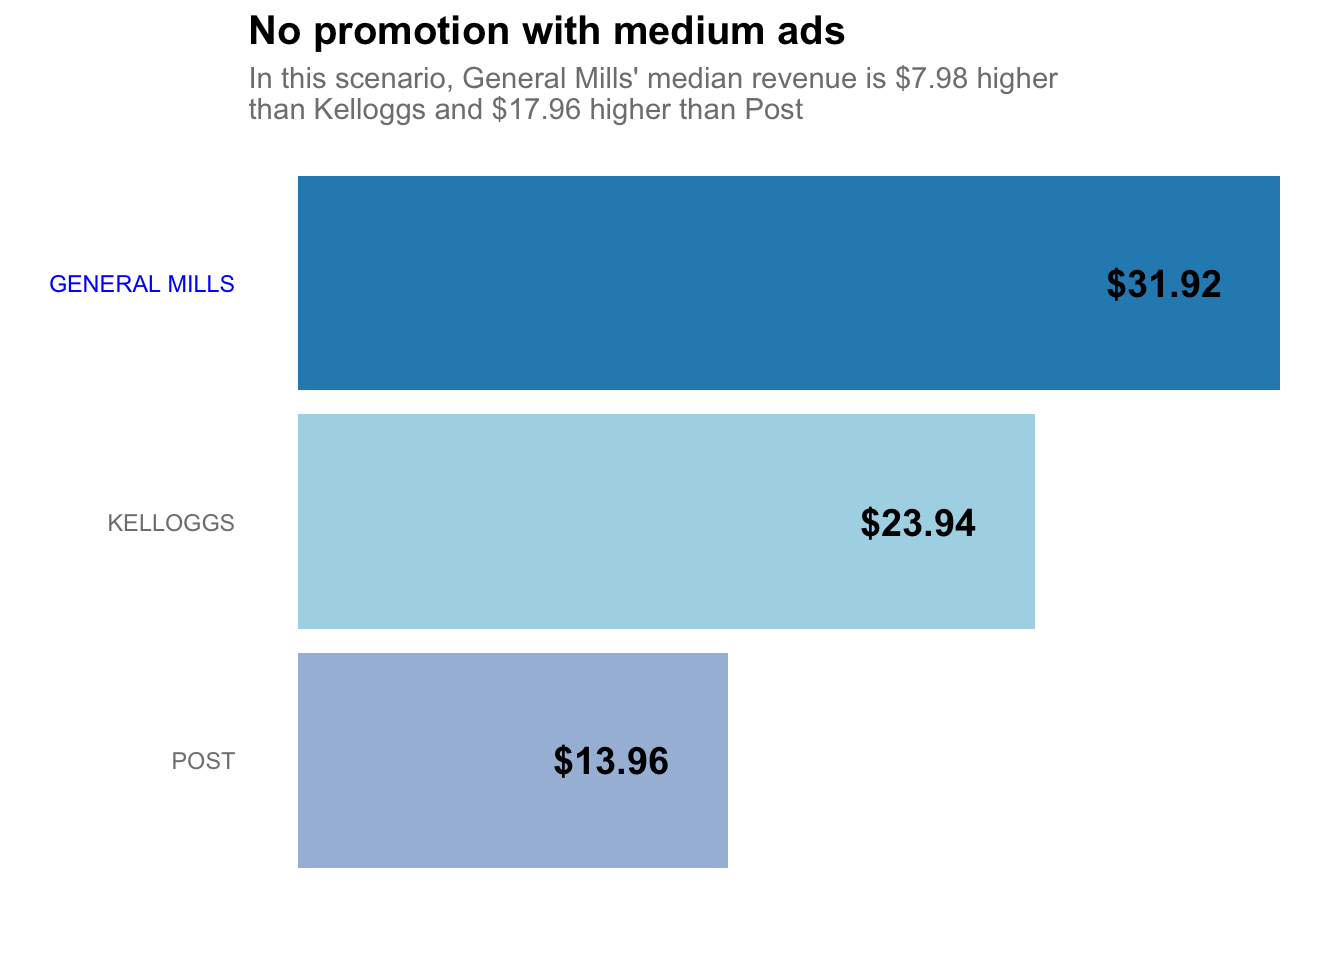 No promotion with medium ads
In this scenario, General Mills' median revenue is $7.98 higher
than Kelloggs and $17.96 higher than Post
GENERAL MILLS
$31.92
KELLOGGS
$23.94
POST
$13.96